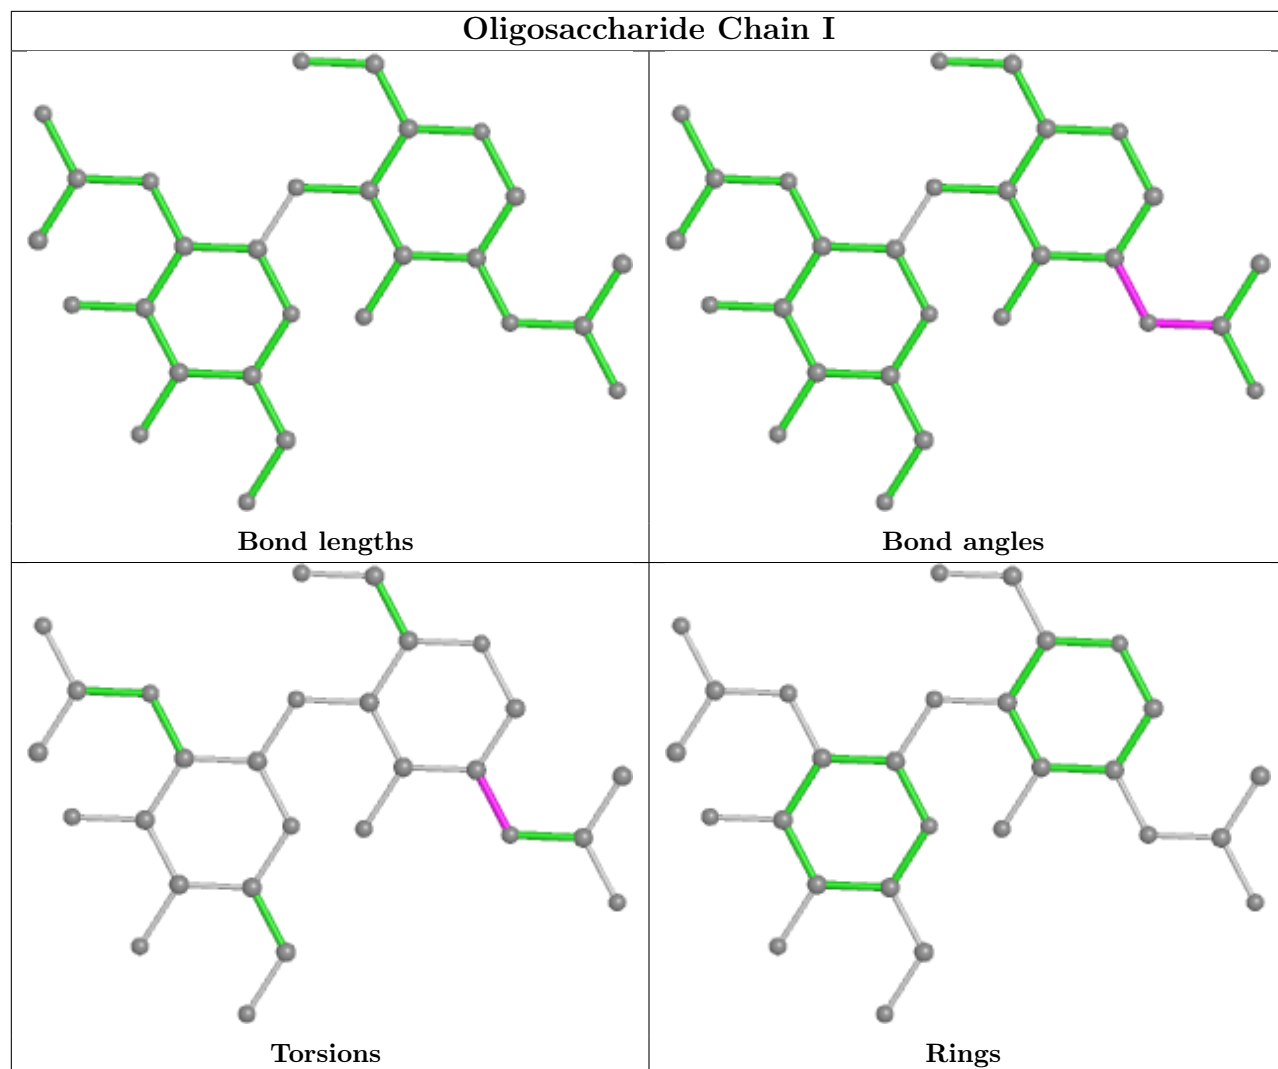 Oligosaccharide Chain I
Bond lengths
Bond angles
Torsions
Rings